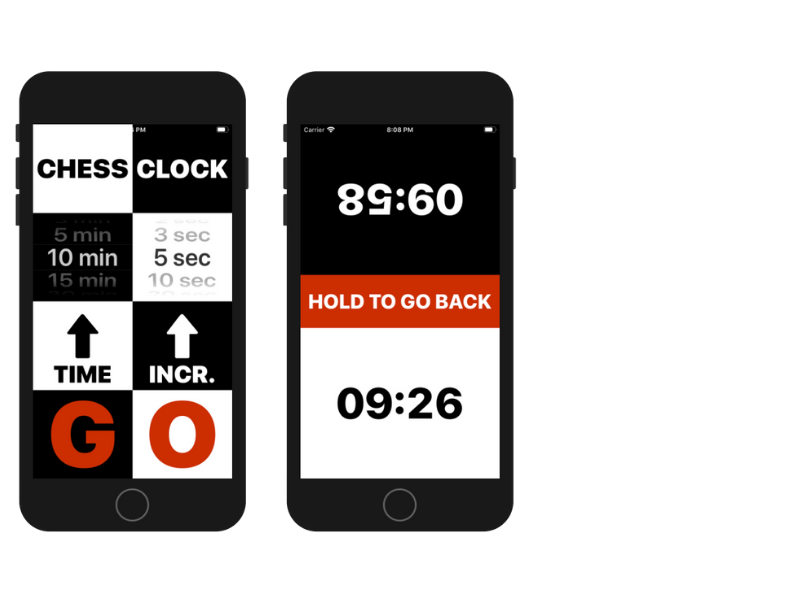 PM
CHESS CLOCK
5 min 3 sec
10 min 5 sec
15 min 10 sec
TIME INCR.
GO
Carrier 8:08 PM
09:58
HOLD TO GO BACK
09:26